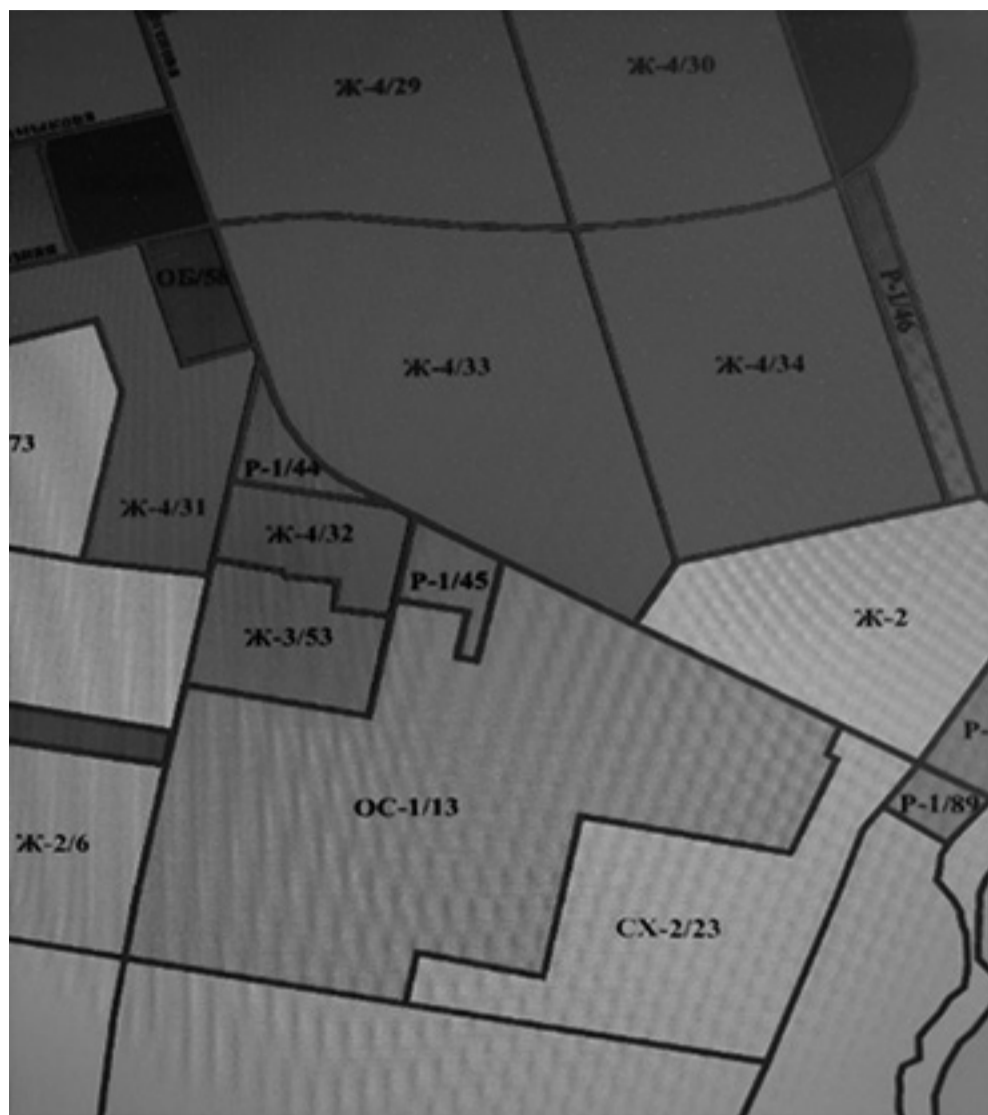 Ж-4/29
Ж-4/30
ОБ/58
Р-1/46
Ж-4/33
Ж-4/34
73
Р-1/44
Ж-4/31
Ж-4/32
Р-1/45
Ж-3/53
Ж-2
Р-
ОС-1/13
Р-1/89
Ж-2/6
СХ-2/23